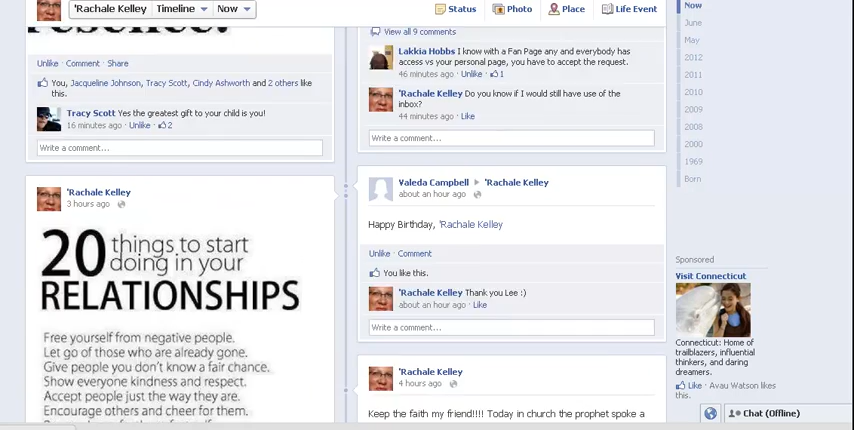 'Rachale Kelley
Timeline
Now
Status
Photo
Place
Life Event
Unlike · Comment · Share
You, Jacqueline Johnson, Tracy Scott, Cindy Ashworth and 2 others like
this.
Tracy Scott Yes the greatest gift to your child is you!
16 minutes ago · Unlike · 2
Write a comment...
'Rachale Kelley
3 hours ago
20 things to start
doing in your
RELATIONSHIPS
Free yourself from negative people.
Let go of those who are already gone.
Give people you don't know a fair chance.
Show everyone kindness and respect.
Accept people just the way they are.
Encourage others and cheer for them.
View all 9 comments
Lakkia Hobbs I know with a Fan Page any and everybody has
access vs your personal page, you have to accept the request.
46 minutes ago · Unlike · 1
'Rachale Kelley Do you know if I would still have use of the
inbox?
44 minutes ago · Like
Write a comment...
Valeda Campbell ▸ 'Rachale Kelley
about an hour ago
Happy Birthday, 'Rachale Kelley
Unlike · Comment
You like this.
'Rachale Kelley Thank you Lee :)
about an hour ago · Like
Write a comment...
'Rachale Kelley
4 hours ago
Keep the faith my friend!!!! Today in church the prophet spoke a
Now
June
May
2012
2011
2010
2009
2008
2000
1969
Born
Sponsored
Visit Connecticut
Connecticut: Home of
trailblazers, influential
thinkers, and daring
dreamers.
Like · Avau Watson likes
this.
Chat (Offline)